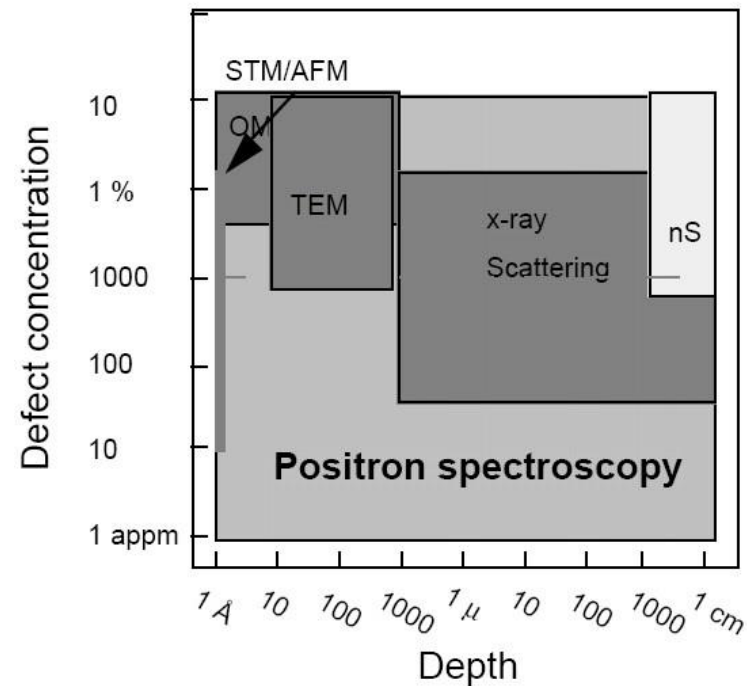 STM/AFM
OM
TEM
x-ray
Scattering
nS
Positron spectroscopy
Defect concentration
10
1 %
1000
100
10
1 appm
1 Å
10
100
1000
1 μ
10
100
1000
1 cm
Depth